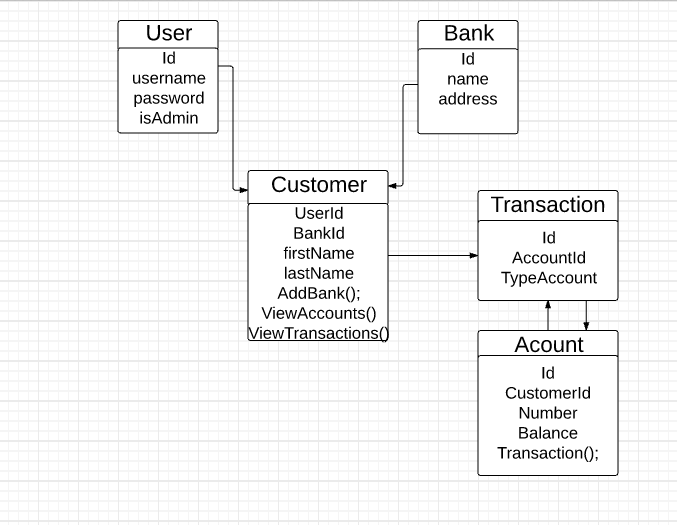 User
Id
username
password
isAdmin
Bank
Id
name
address
Customer
UserId
BankId
firstName
lastName
AddBank();
ViewAccounts()
ViewTransactions()
Transaction
Id
AccountId
TypeAccount
Acount
Id
CustomerId
Number
Balance
Transaction();